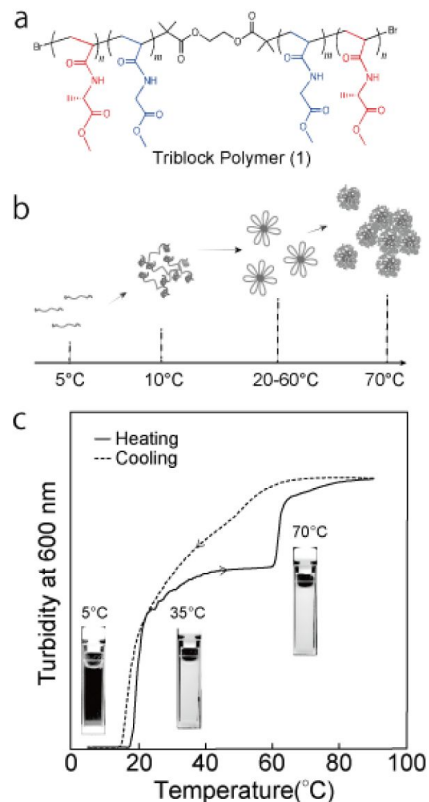 a
Br
n
m
O
O
O
O
m
n
Br
O
NH
O
NH
O
O
O
NH
O
NH
O
O
O
O
O
O
O
O
Triblock Polymer (1)
b
5°C
10°C
20-60°C
70°C
c
Heating
Cooling
70°C
5°C
35°C
Turbidity at 600 nm
0
20
40
60
80
100
Temperature(°C)